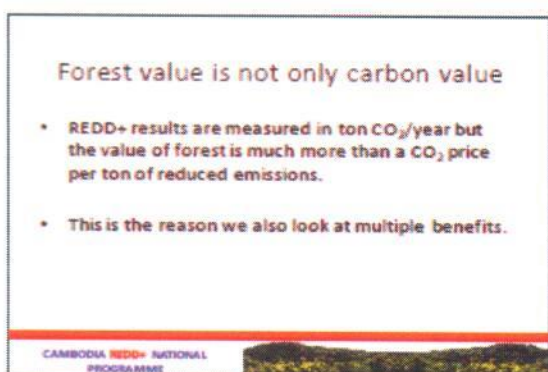 Forest value is not only carbon value
• REDD+ results are measured in ton CO₂/year but
the value of forest is much more than a CO₂ price
per ton of reduced emissions.
• This is the reason we also look at multiple benefits.
CAMBODIA REDD+ NATIONAL
PROGRAMME